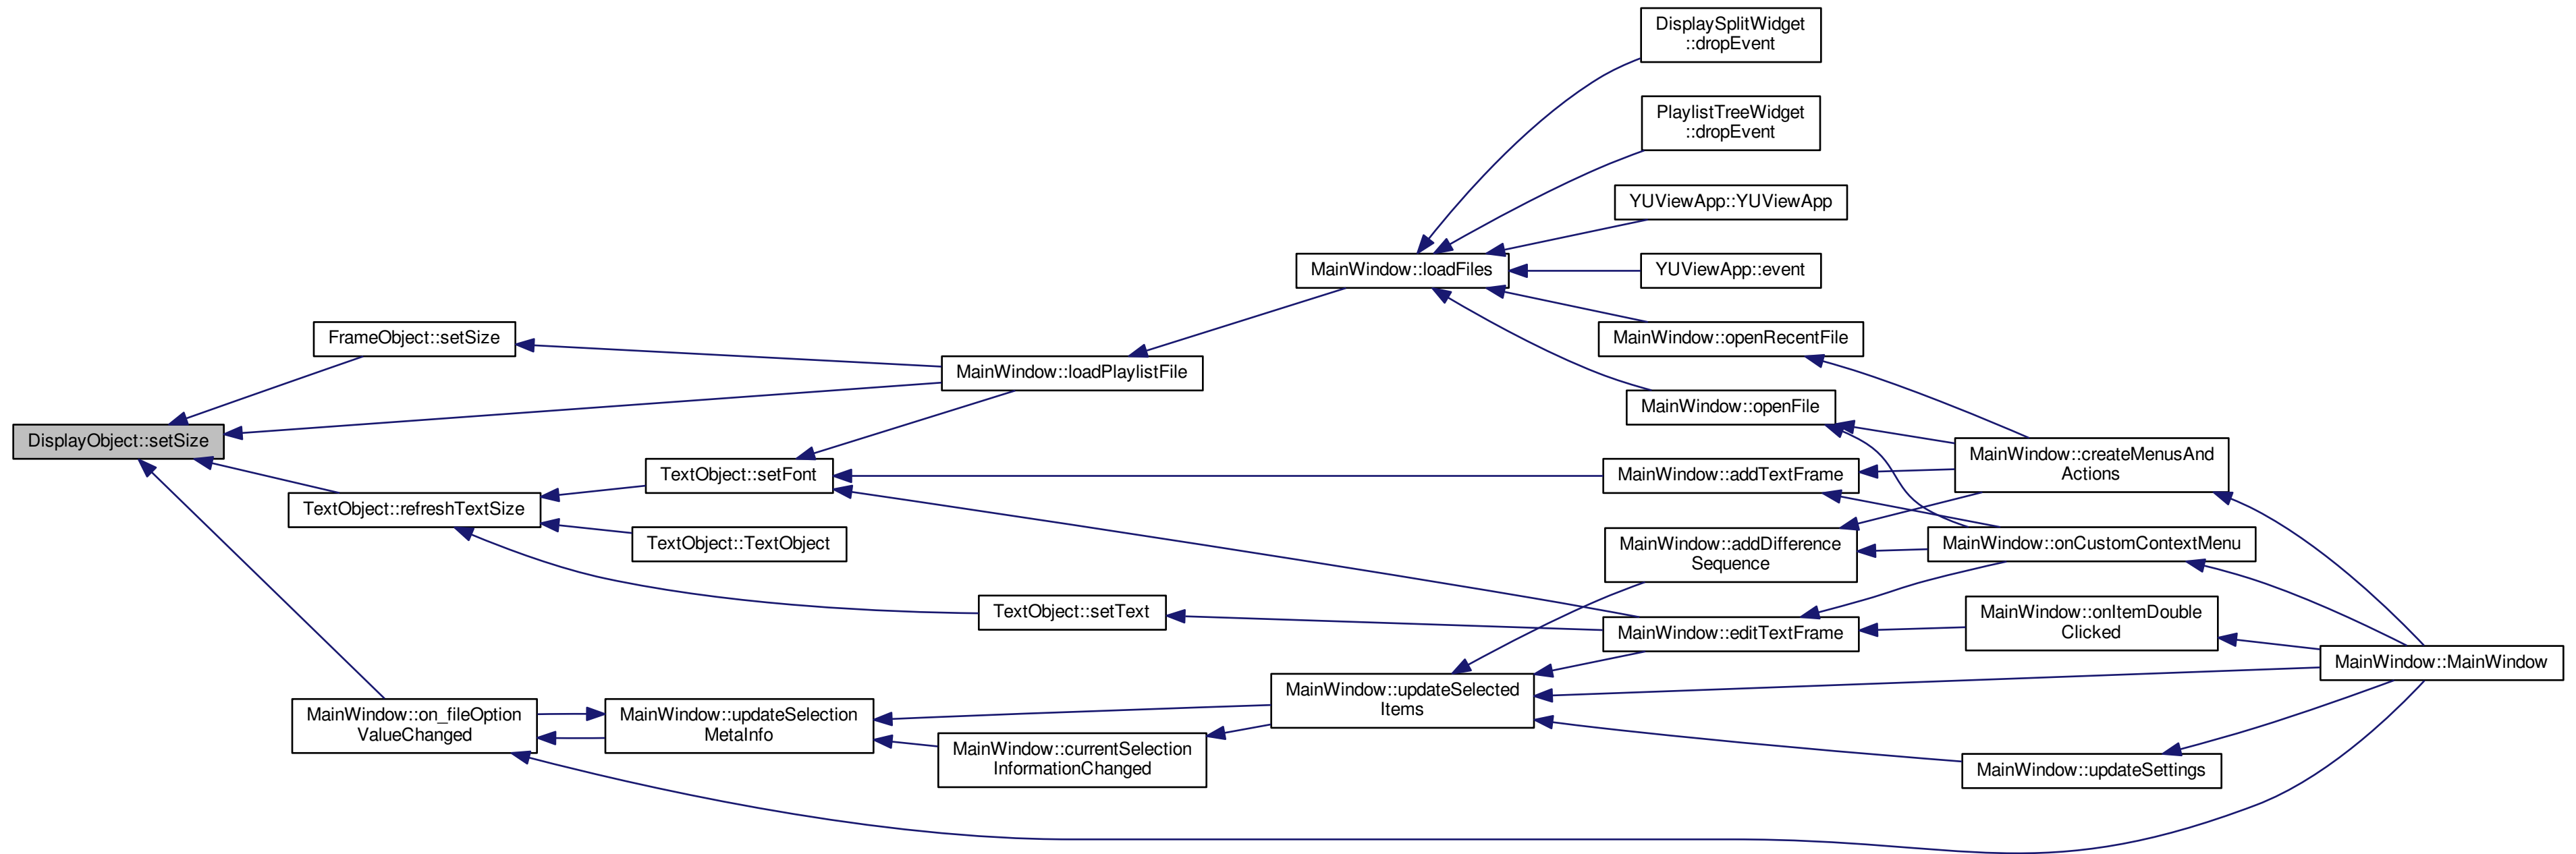 DisplaySplitWidget
::dropEvent
PlaylistTreeWidget
::dropEvent
YUViewApp::YUViewApp
MainWindow::loadFiles
YUViewApp::event
FrameObject::setSize
MainWindow::openRecentFile
MainWindow::loadPlaylistFile
MainWindow::openFile
DisplayObject::setSize
MainWindow::createMenusAnd
Actions
TextObject::setFont
MainWindow::addTextFrame
TextObject::refreshTextSize
TextObject::TextObject
MainWindow::addDifference
Sequence
MainWindow::onCustomContextMenu
TextObject::setText
MainWindow::onItemDouble
Clicked
MainWindow::editTextFrame
MainWindow::MainWindow
MainWindow::updateSelected
Items
MainWindow::on_fileOption
ValueChanged
MainWindow::updateSelection
MetaInfo
MainWindow::currentSelection
InformationChanged
MainWindow::updateSettings